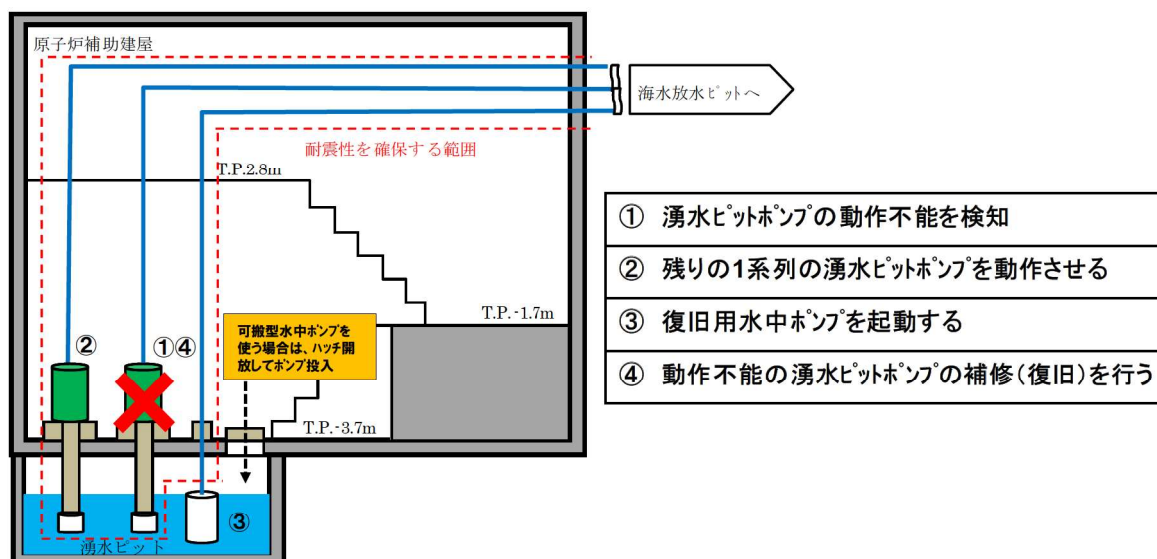 原子炉補助建屋
海水放水ﾋﾟｯﾄへ
耐震性を確保する範囲
T.P.2.8m
T.P.-1.7m
可搬型水中ﾎﾟﾝﾌﾟを
使う場合は、ハッチ開
放してﾎﾟﾝﾌﾟ投入
②
①④
T.P.-3.7m
③
湧水ピット
① 湧水ﾋﾟｯﾄﾎﾟﾝﾌﾟの動作不能を検知
② 残りの1系列の湧水ﾋﾟｯﾄﾎﾟﾝﾌﾟを動作させる
③ 復旧用水中ﾎﾟﾝﾌﾟを起動する
④ 動作不能の湧水ﾋﾟｯﾄﾎﾟﾝﾌﾟの補修（復旧）を行う